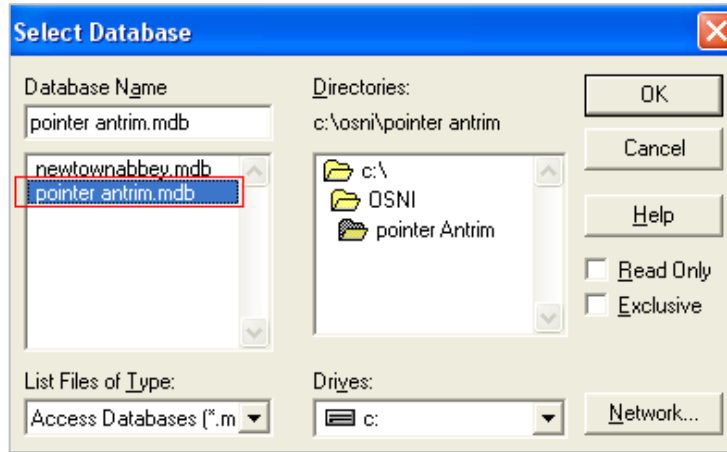 Select Database
Database Name
pointer antrim.mdb
newtownabbey.mdb
pointer antrim.mdb
List Files of Type:
Access Databases (*.m
Directories:
c:\osni\pointer antrim
c:\
OSNI
pointer Antrim
Drives:
c:
OK
Cancel
Help
Read Only
Exclusive
Network...